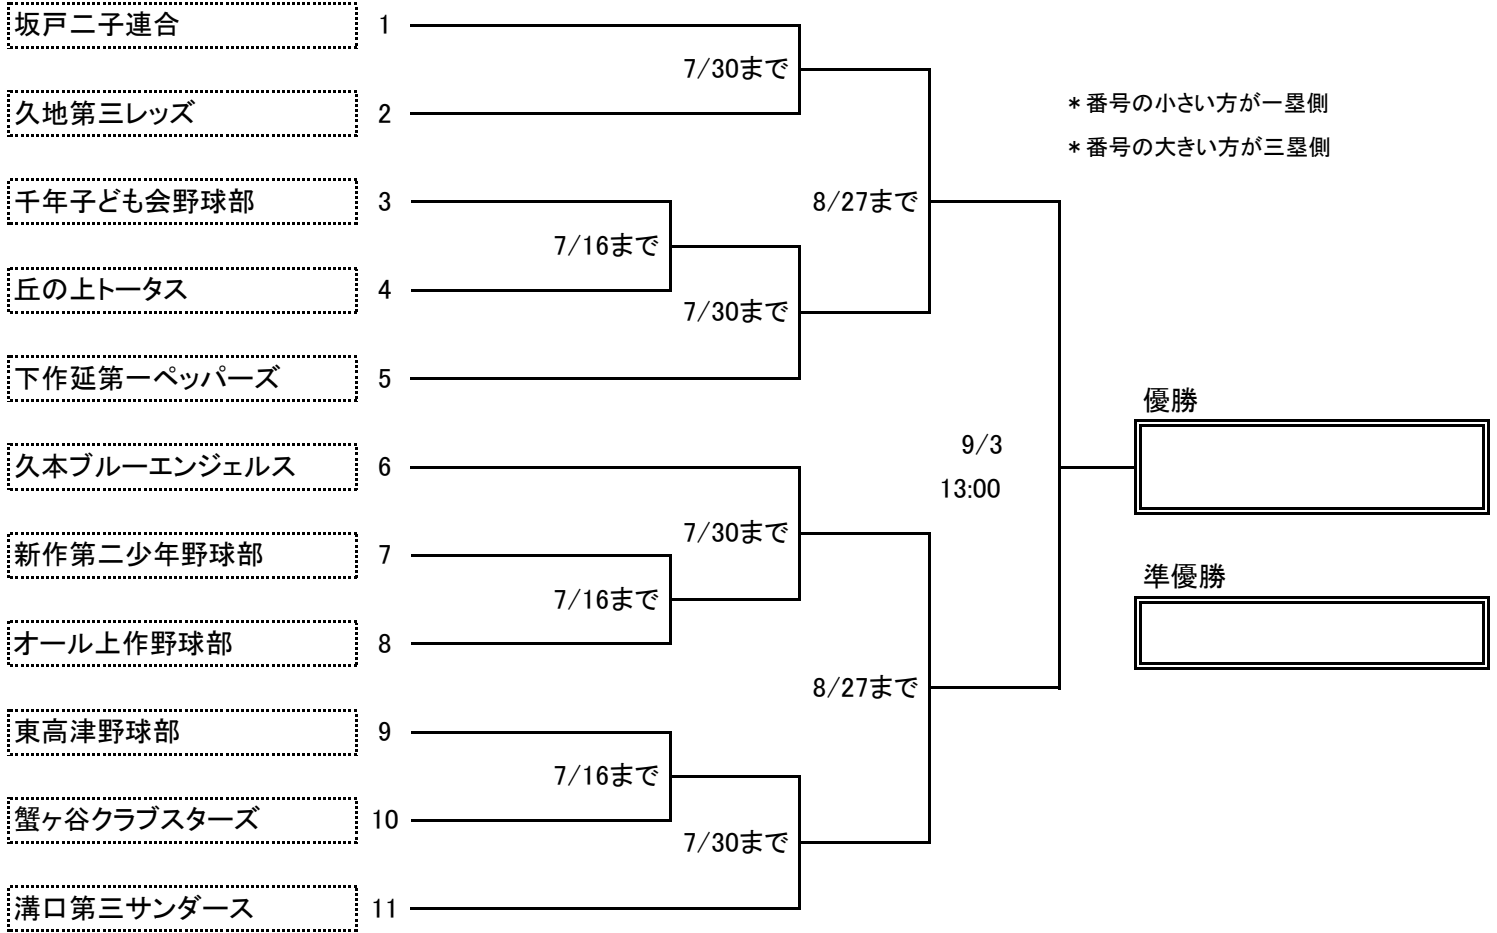 坂戸二子連合 1
7/30まで
久地第三レッズ 2
＊番号の小さい方が一塁側
＊番号の大きい方が三塁側
千年子ども会野球部 3
8/27まで
7/16まで
丘の上トータス 4
7/30まで
下作延第一ペッパーズ 5
優勝
9/3
久本ブルーエンジェルス 6
13:00
7/30まで
新作第二少年野球部 7
準優勝
7/16まで
オール上作野球部 8
8/27まで
東高津野球部 9
7/16まで
蟹ヶ谷クラブスターズ 10
7/30まで
溝口第三サンダース 11